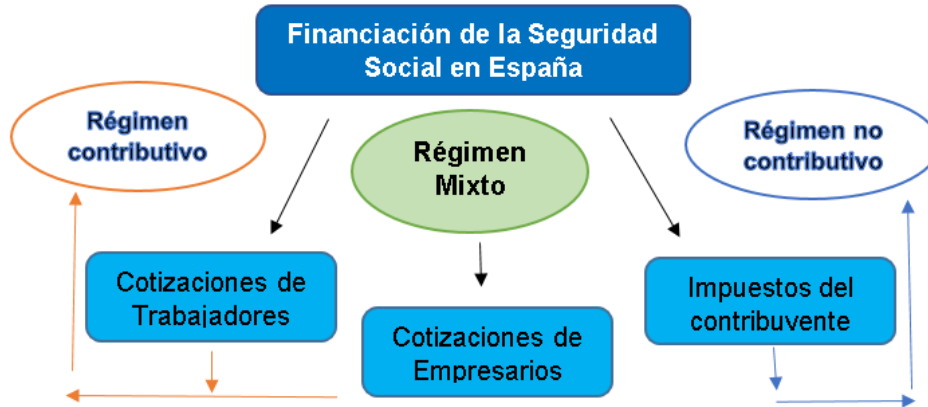 Financiación de la Seguridad
Social en España
Régimen
contributivo
Régimen
Mixto
Régimen no
contributivo
Cotizaciones de
Trabajadores
Cotizaciones de
Empresarios
Impuestos del
contribuvente